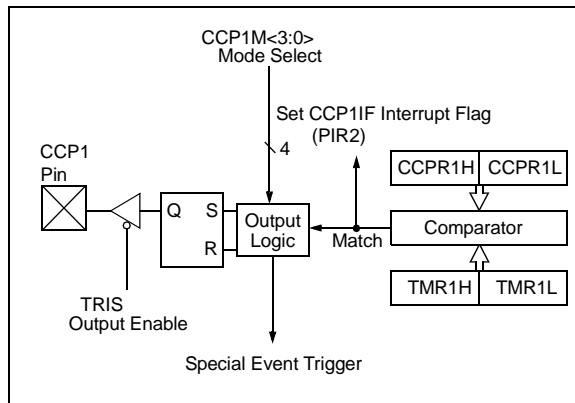 CCP1M<3:0>
Mode Select
Set CCP1IF Interrupt Flag
(PIR2)
4
CCP1
Pin
CCPR1H CCPR1L
Q S
R
Output
Logic
Match
Comparator
TRIS
Output Enable
TMR1H TMR1L
Special Event Trigger